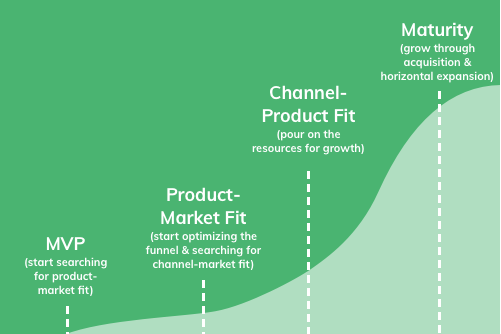 Maturity
(grow through
acquisition &
horizontal expansion)
Channel-
Product Fit
(pour on the
resources for growth)
Product-
Market Fit
(start optimizing the
funnel & searching for
channel-market fit)
MVP
(start searching
for product-
market fit)